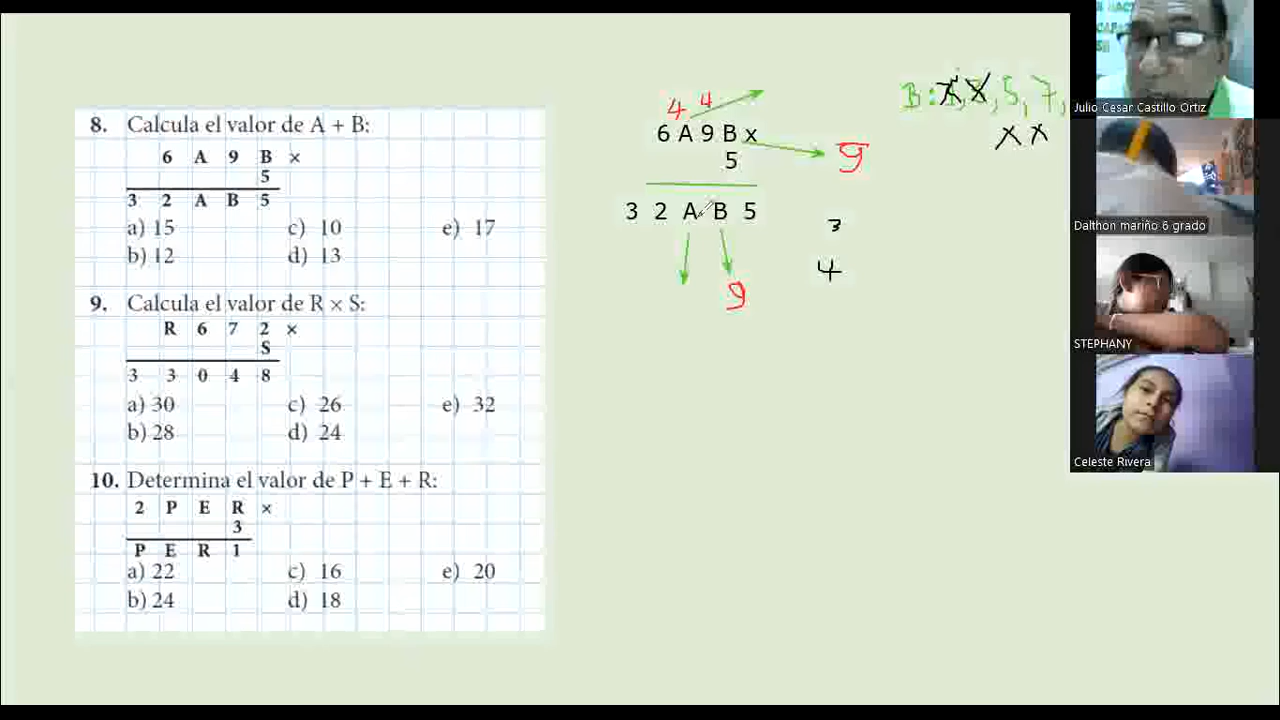 8. Calcula el valor de A + B:
6 A 9 B ×
5
3 2 A B 5
a) 15 c) 10 e) 17
b) 12 d) 13
9. Calcula el valor de R × S:
R 6 7 2 ×
S
3 3 0 4 8
a) 30 c) 26 e) 32
b) 28 d) 24
10. Determina el valor de P + E + R:
2 P E R ×
3
P E R 1
a) 22 c) 16 e) 20
b) 24 d) 18
4 4
6 A 9 B x
5
3 2 A B 5
9
9
3
4
B: 5, 7,
Julio Cesar Castillo Ortiz
Dalthon mariño 6 grado
STEPHANY
Celeste Rivera